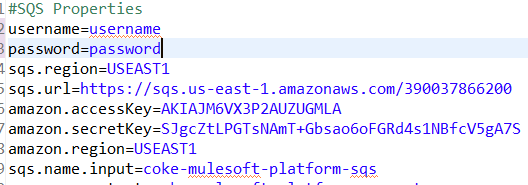 #SQS Properties
username=username
password=password
sqs.region=USEAST1
sqs.url=https://sqs.us-east-1.amazonaws.com/390037866200
amazon.accessKey=AKIAJM6VX3P2AUZUGMLA
amazon.secretKey=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
amazon.region=USEAST1
sqs.name.input=coke-mulesoft-platform-sqs